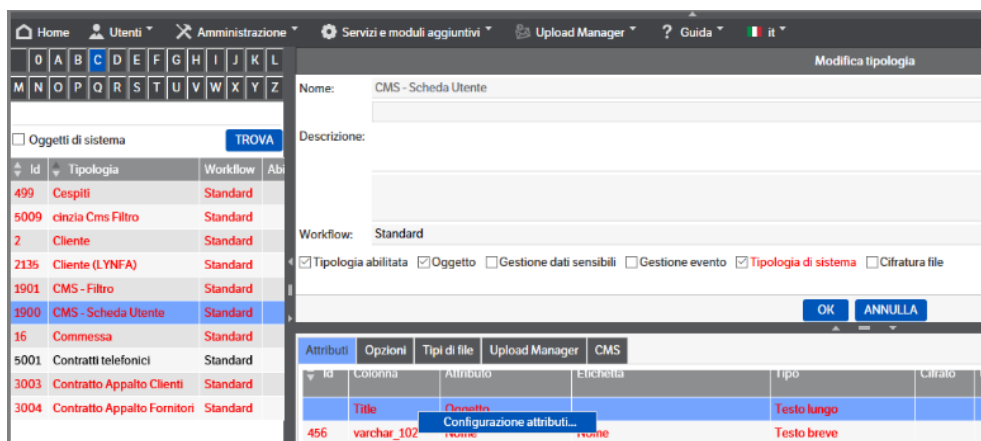 Home Utenti Amministrazione Servizi e moduli aggiuntivi Upload Manager ? Guida it
0 A B C D E F G H I J K L
M N O P Q R S T U V W X Y Z
Oggetti di sistema TROVA
Id Tipologia Workflow Abi
499 Cespiti Standard
5009 cinzia Cms Filtro Standard
2 Cliente Standard
2135 Cliente (LYNFA) Standard
1901 CMS - Filtro Standard
1900 CMS - Scheda Utente Standard
16 Commessa Standard
5001 Contratti telefonici Standard
3003 Contratto Appalto Clienti Standard
3004 Contratto Appalto Fornitori Standard
Modifica tipologia
Nome: CMS - Scheda Utente
Descrizione:
Workflow: Standard
Tipologia abilitata Oggetto Gestione dati sensibili Gestione evento Tipologia di sistema Cifratura file
OK ANNULLA
Attributi Opzioni Tipi di file Upload Manager CMS
Id Colonna Attributo Etichetta Tipo Cifrato
Title Oggetto Testo lungo
Configurazione attributi...
456 varchar_102 Nome Nome Testo breve